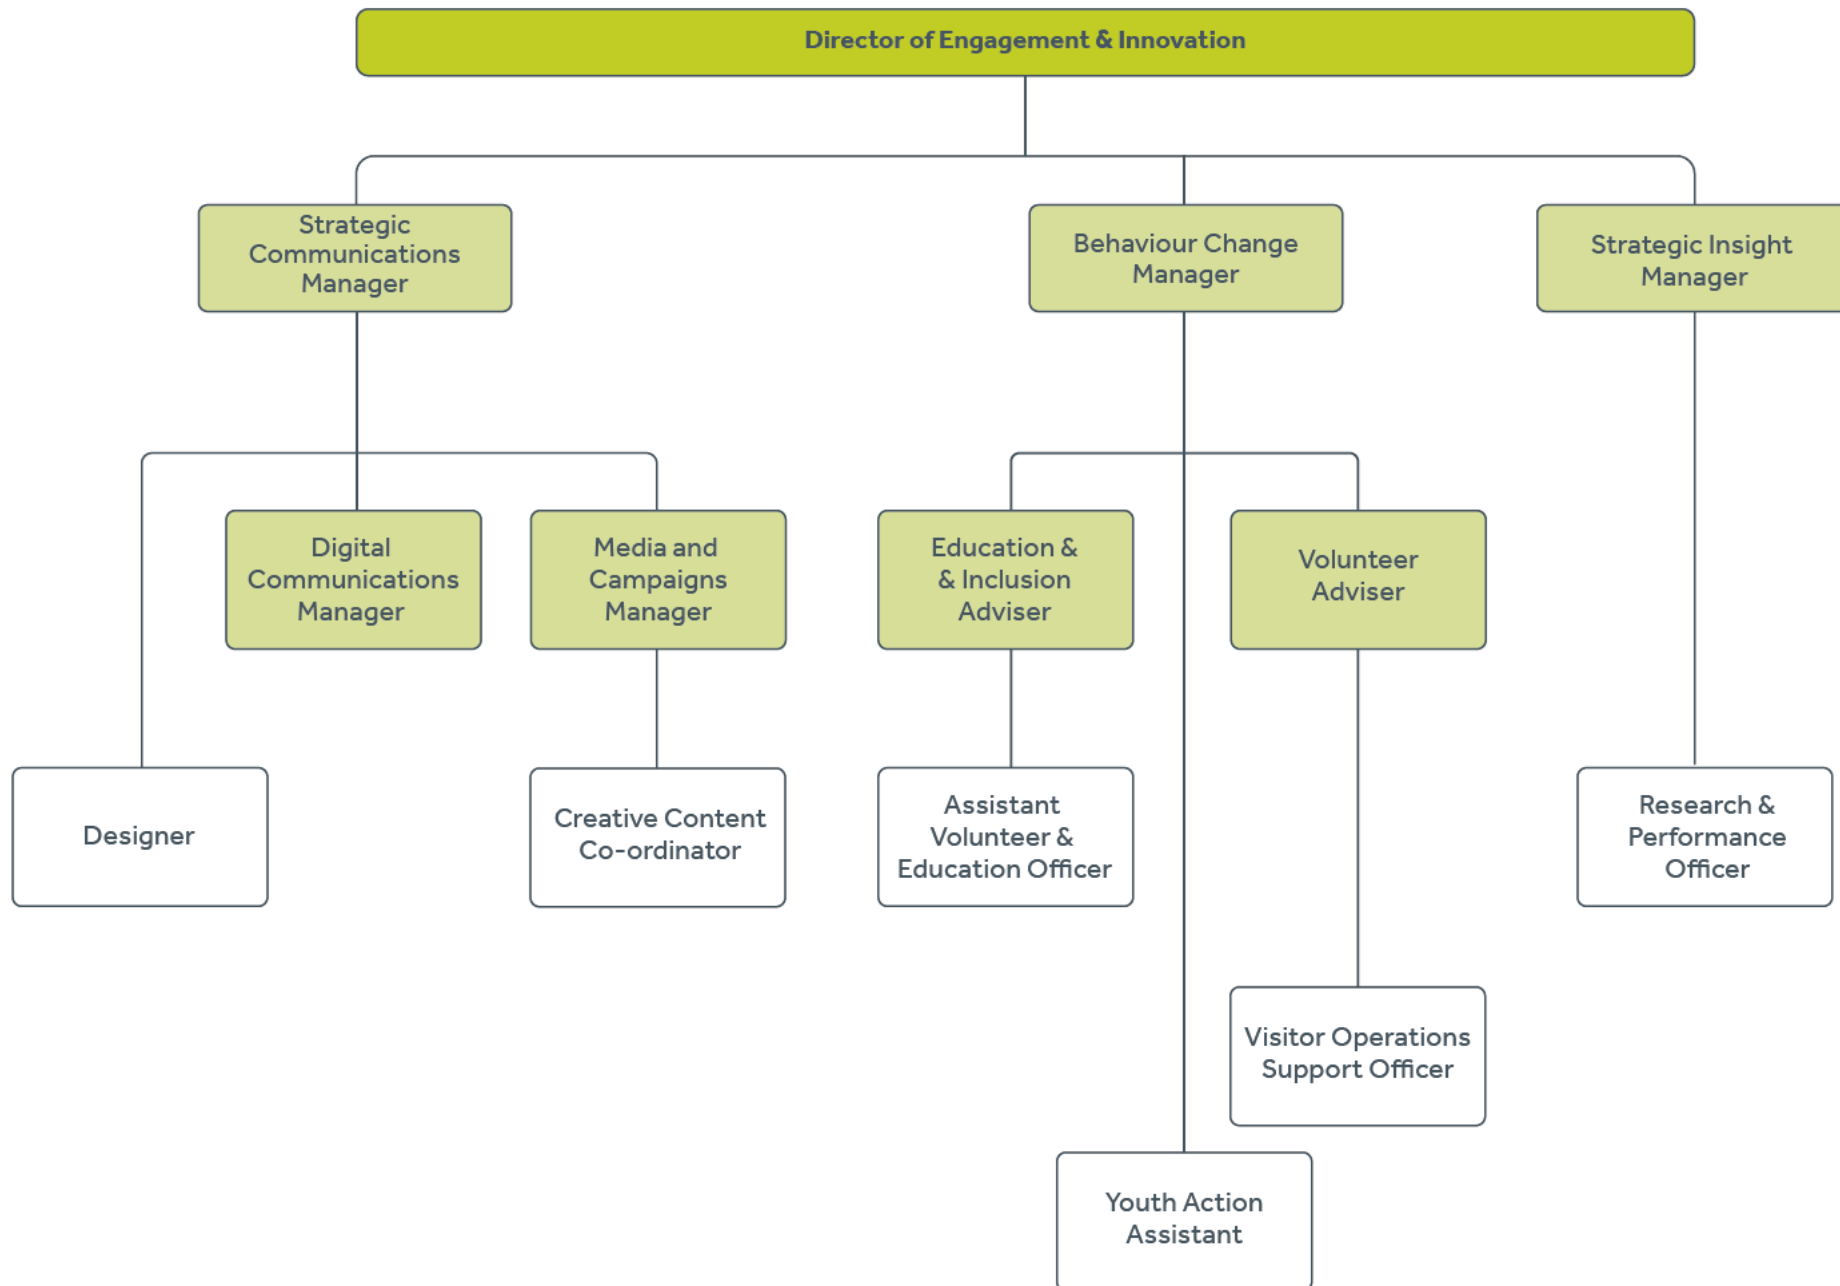 Director of Engagement & Innovation
Strategic
Communications
Manager
Behaviour Change
Manager
Strategic Insight
Manager
Digital
Communications
Manager
Media and
Campaigns
Manager
Education &
& Inclusion
Adviser
Volunteer
Adviser
Designer
Creative Content
Co-ordinator
Assistant
Volunteer &
Education Officer
Research &
Performance
Officer
Visitor Operations
Support Officer
Youth Action
Assistant